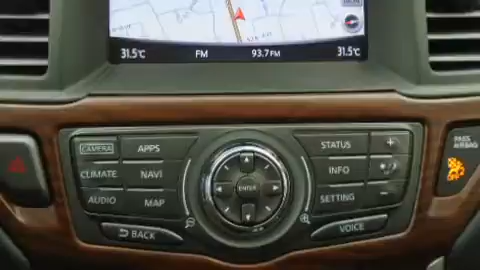 31.5°C FM 93.7FM 31.5°C
CAMERA APPS STATUS
PASS AIRBAG
CLIMATE NAVI ENTER INFO
AUDIO MAP SETTING
BACK VOICE